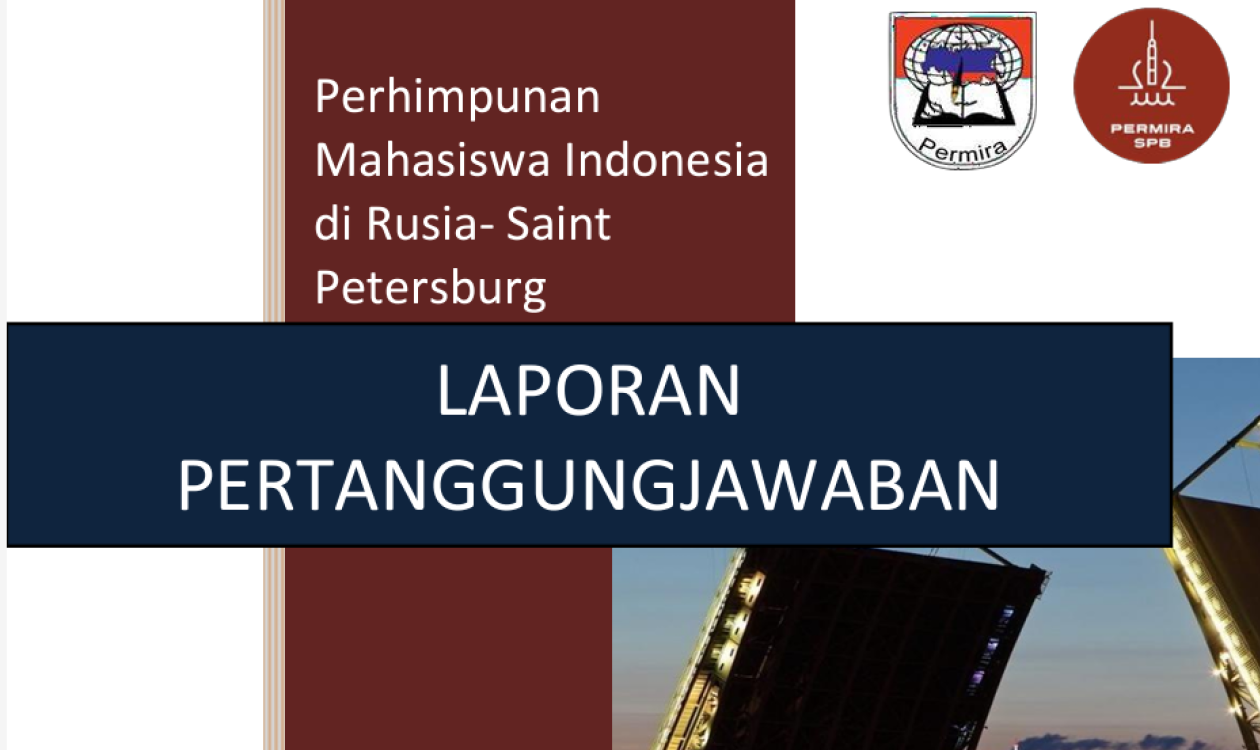 Perhimpunan
Mahasiswa Indonesia
di Rusia- Saint
Petersburg
Permira
PERMIRA
SPB
LAPORAN
PERTANGGUNGJAWABAN